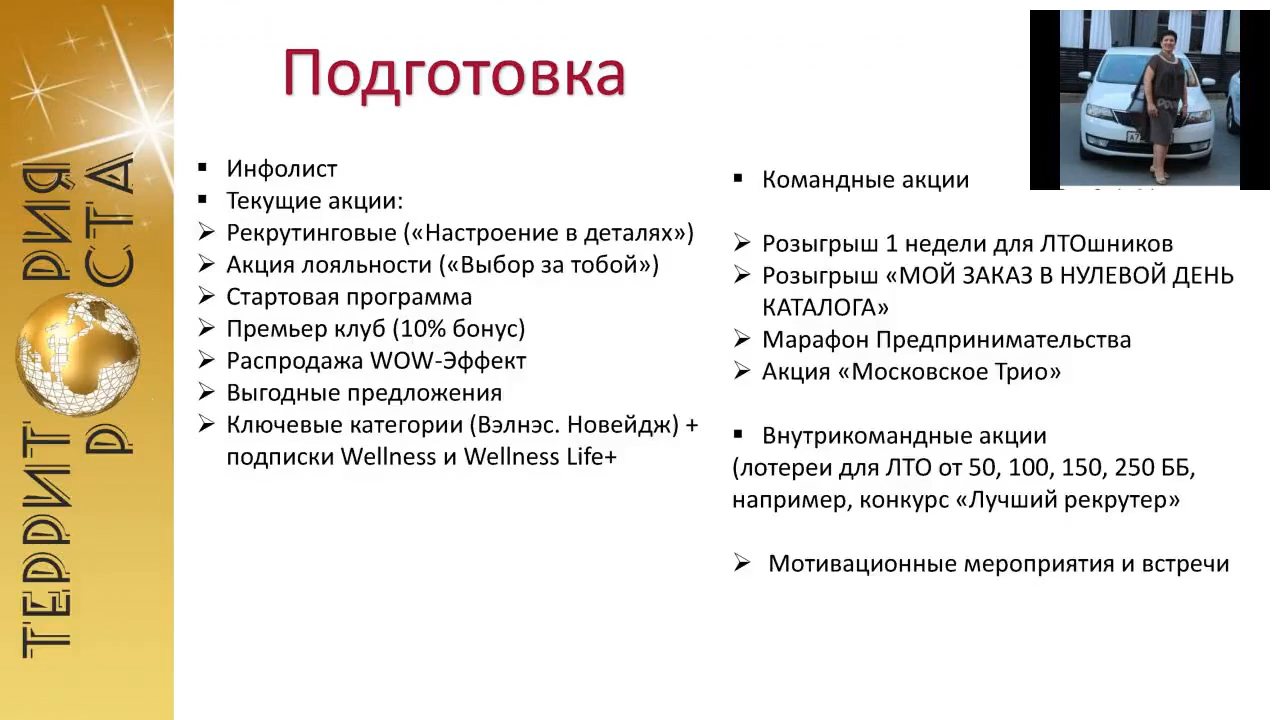 ТЕРРИТОРИЯ
РОСТА
Подготовка
Инфолист
Текущие акции:
Рекрутинговые («Настроение в деталях»)
Акция лояльности («Выбор за тобой»)
Стартовая программа
Премьер клуб (10% бонус)
Распродажа WOW-Эффект
Выгодные предложения
Ключевые категории (Вэлнэс. Новейдж) +
подписки Wellness и Wellness Life+
Командные акции
Розыгрыш 1 недели для ЛТОшников
Розыгрыш «МОЙ ЗАКАЗ В НУЛЕВОЙ ДЕНЬ
КАТАЛОГА»
Марафон Предпринимательства
Акция «Московское Трио»
Внутрикомандные акции
(лотереи для ЛТО от 50, 100, 150, 250 ББ,
например, конкурс «Лучший рекрутер»
Мотивационные мероприятия и встречи